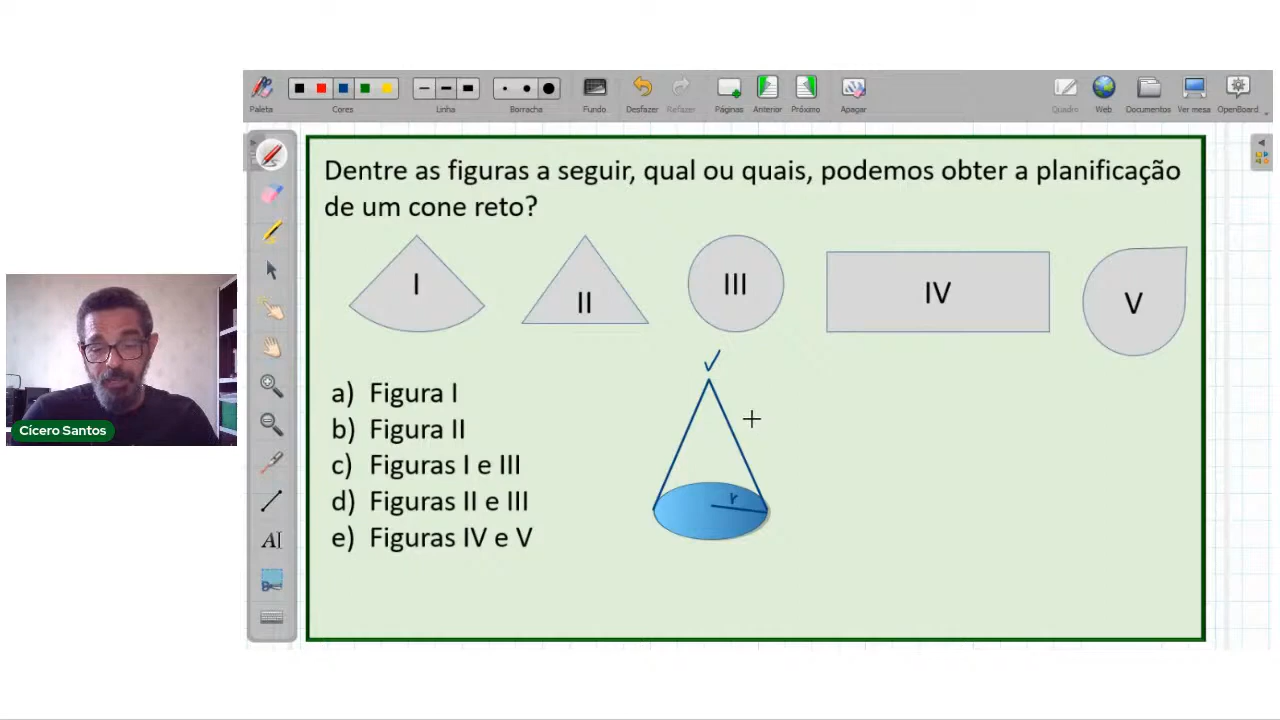 Paleta
Cores
Linha
Borracha
Fundo
Desfazer
Refazer
Páginas
Anterior
Próximo
Apagar
Quadro
Web
Documentos
Ver mesa
OpenBoard
Dentre as figuras a seguir, qual ou quais, podemos obter a planificação
de um cone reto?
I
II
III
IV
V
V
a) Figura I
b) Figura II
c) Figuras I e III
d) Figuras II e III
e) Figuras IV e V
r
AI
Cícero Santos